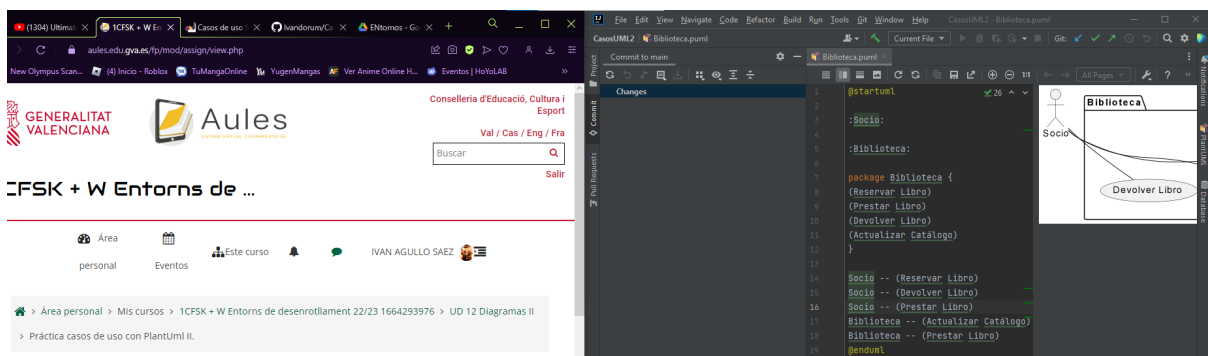 (1304) Ultimat
1CFSK + W En
Casos de uso
Ivandorum/Ca
ENtornos - Go
aules.edu.gva.es/fp/mod/assign/view.php
New Olympus Scan...
(4) Inicio - Roblox
TuMangaOnline
YugenMangas
Ver Anime Online H...
Eventos | HoYoLAB
GENERALITAT
VALENCIANA
Aules
Conselleria d'Educació, Cultura i
Esport
Val / Cas / Eng / Fra
Buscar
Salir
1CFSK + W Entorns de ...
Área
personal
Eventos
Este curso
IVAN AGULLO SAEZ
> Área personal > Mis cursos > 1CFSK + W Entorns de desenrotllament 22/23 1664293976 > UD 12 Diagramas II
> Práctica casos de uso con PlantUml II.
File Edit View Navigate Code Refactor Build Run Tools Git Window Help CasosUML2 - Biblioteca.puml
CasosUML2 Biblioteca.puml
Current File
Git:
Project
Commit
Pull Requests
Commit to main
Changes
Biblioteca.puml
1:1
All Pages
26
1 @startuml
2
3 :Socio:
4
5 :Biblioteca:
6
7 package Biblioteca {
8 (Reservar Libro)
9 (Prestar Libro)
10 (Devolver Libro)
11 (Actualizar Catálogo)
12 }
13
14 Socio -- (Reservar Libro)
15 Socio -- (Devolver Libro)
16 Socio -- (Prestar Libro)
17 Biblioteca -- (Actualizar Catálogo)
18 Biblioteca -- (Prestar Libro)
19 @enduml
Biblioteca
Socio
Devolver Libro
Notifications
PlantUML
Database